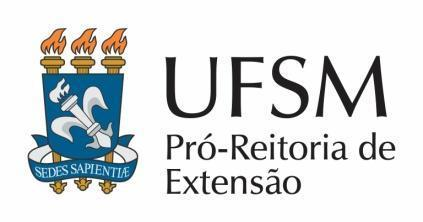 UFSM
Pró-Reitoria de
Extensão
SEDES SAPIENTIÆ